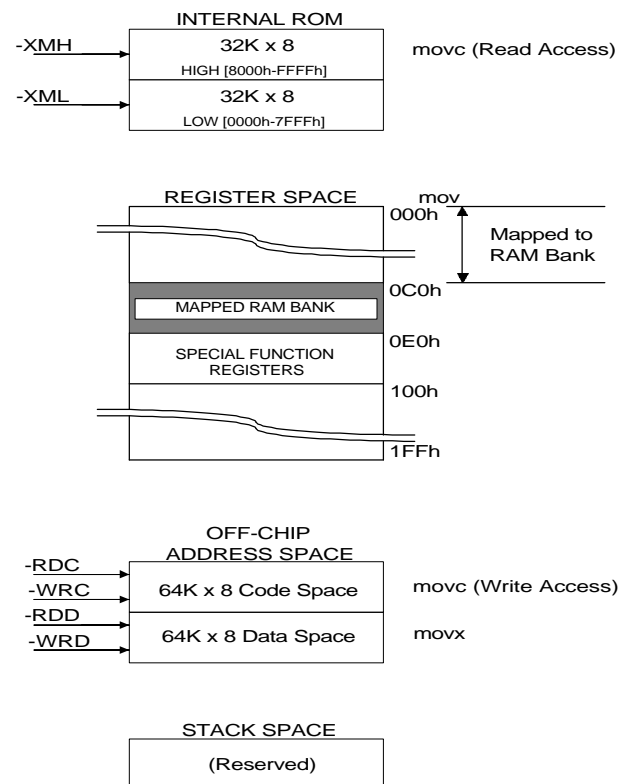 INTERNAL ROM
-XMH
32K x 8
HIGH [8000h-FFFFh]
movc (Read Access)
-XML
32K x 8
LOW [0000h-7FFFh]
REGISTER SPACE
mov
000h
Mapped to
RAM Bank
0C0h
MAPPED RAM BANK
0E0h
SPECIAL FUNCTION
REGISTERS
100h
1FFh
OFF-CHIP
ADDRESS SPACE
-RDC
-WRC
64K x 8 Code Space
movc (Write Access)
-RDD
-WRD
64K x 8 Data Space
movx
STACK SPACE
(Reserved)